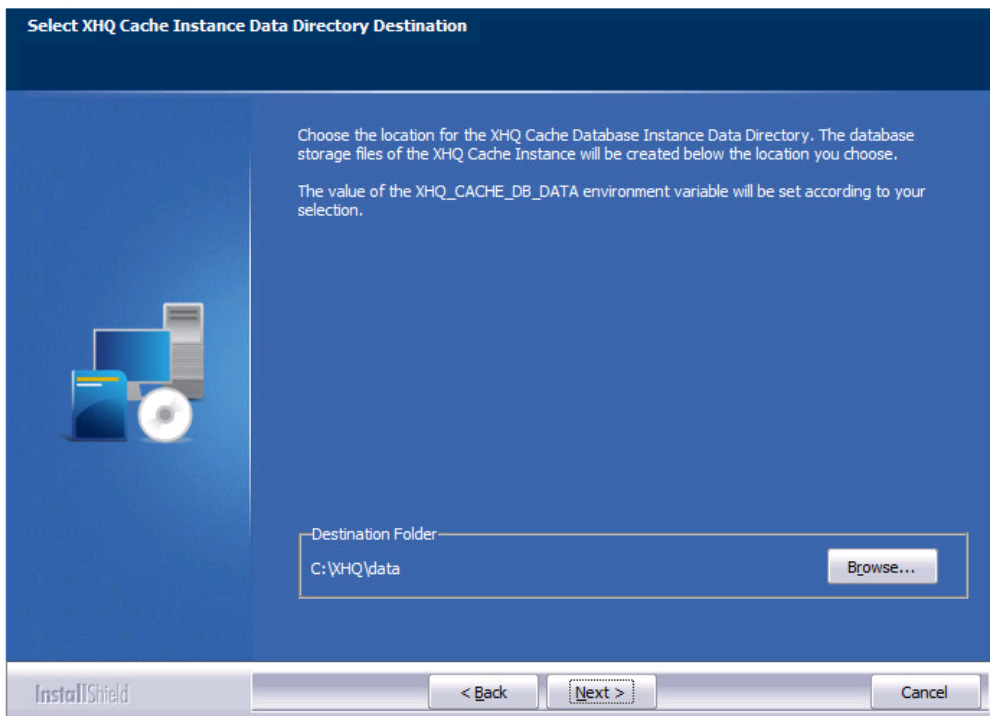 Select XHQ Cache Instance Data Directory Destination
Choose the location for the XHQ Cache Database Instance Data Directory. The database
storage files of the XHQ Cache Instance will be created below the location you choose.
The value of the XHQ_CACHE_DB_DATA environment variable will be set according to your
selection.
Destination Folder
C:\XHQ\data
Browse...
InstallShield
< Back
Next >
Cancel